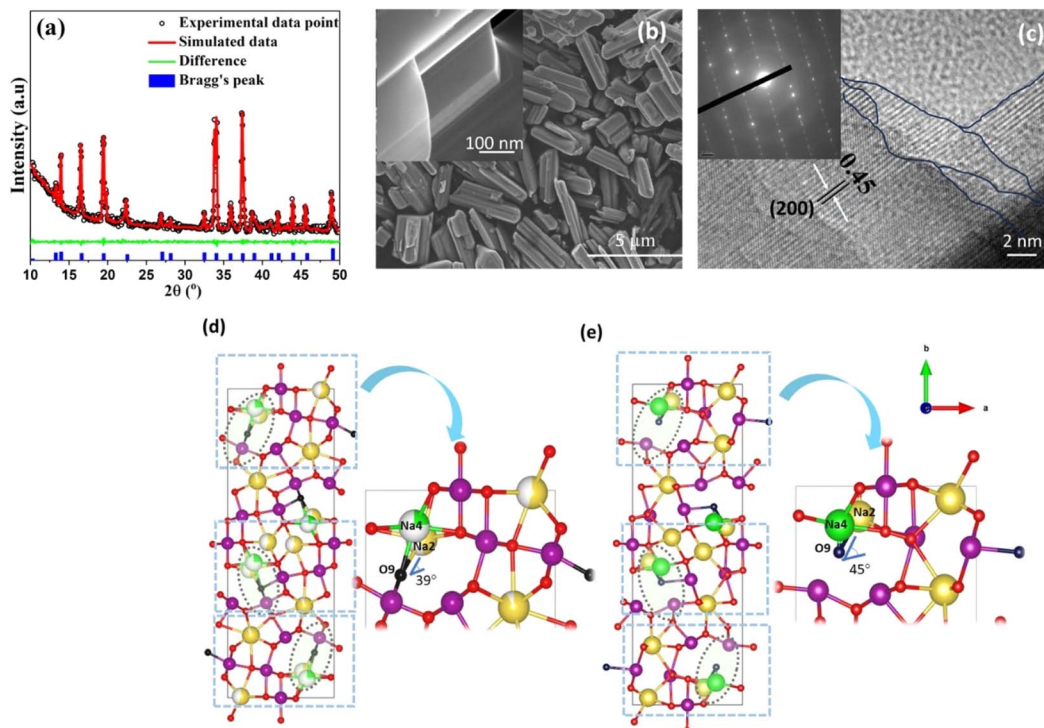 (a)
Experimental data point
Simulated data
Difference
Bragg's peak
Intensity (a.u)
10 15 20 25 30 35 40 45 50
2θ (°)
(b)
100 nm
5 μm
(c)
0.45
(200)
2 nm
(d)
Na4
Na2
O9
39°
(e)
b
a
Na2
Na4
O9
45°